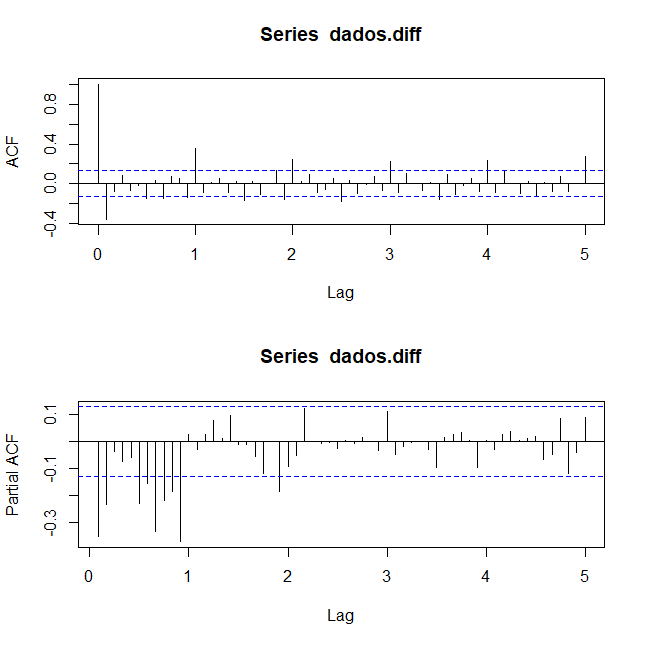 Series dados.diff
ACF
0.8
0.4
0.0
-0.4
0 1 2 3 4 5
Lag
Series dados.diff
Partial ACF
0.1
-0.1
-0.3
0 1 2 3 4 5
Lag